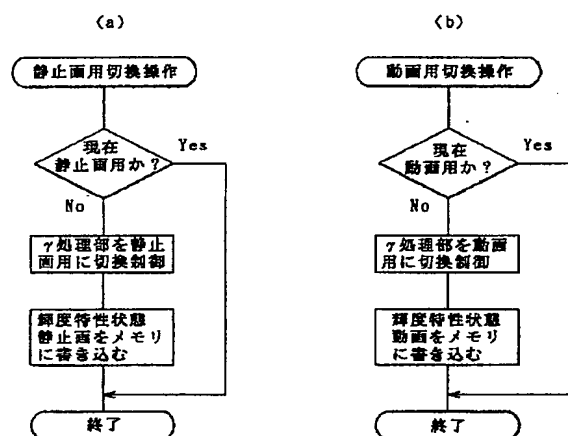 (a)
静止画用切換操作
現在
静止画用か？
Yes
No
γ処理部を静止
画用に切換制御
輝度特性状態
静止画をメモリ
に書き込む
終了
(b)
動画用切換操作
現在
動画用か？
Yes
No
γ処理部を動画
用に切換制御
輝度特性状態
動画をメモリ
に書き込む
終了